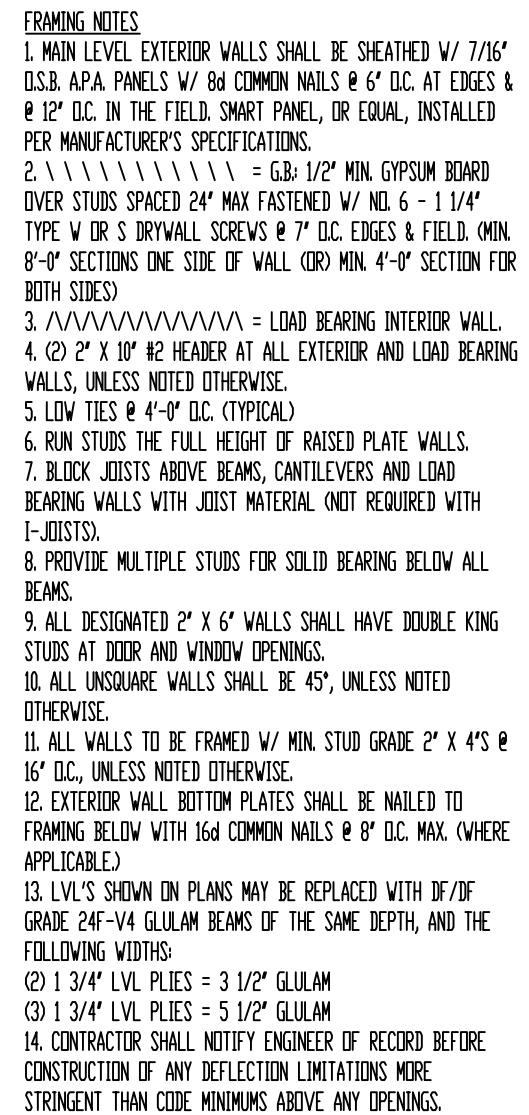 FRAMING NOTES
1. MAIN LEVEL EXTERIOR WALLS SHALL BE SHEATHED W/ 7/16"
O.S.B. A.P.A. PANELS W/ 8d COMMON NAILS @ 6" O.C. AT EDGES &
@ 12" O.C. IN THE FIELD. SMART PANEL, OR EQUAL, INSTALLED
PER MANUFACTURER'S SPECIFICATIONS.
2. \ \ \ \ \ \ \ \ \ \ \ = G.B.: 1/2" MIN. GYPSUM BOARD
OVER STUDS SPACED 24" MAX FASTENED W/ NO. 6 - 1 1/4"
TYPE W OR S DRYWALL SCREWS @ 7" O.C. EDGES & FIELD. (MIN.
8'-0" SECTIONS ONE SIDE OF WALL (OR) MIN. 4'-0" SECTION FOR
BOTH SIDES)
3. /\/\/\/\/\/\/\/\/\/\/\ = LOAD BEARING INTERIOR WALL.
4. (2) 2" X 10" #2 HEADER AT ALL EXTERIOR AND LOAD BEARING
WALLS, UNLESS NOTED OTHERWISE.
5. LOW TIES @ 4'-0" O.C. (TYPICAL)
6. RUN STUDS THE FULL HEIGHT OF RAISED PLATE WALLS.
7. BLOCK JOISTS ABOVE BEAMS, CANTILEVERS AND LOAD
BEARING WALLS WITH JOIST MATERIAL (NOT REQUIRED WITH
I-JOISTS).
8. PROVIDE MULTIPLE STUDS FOR SOLID BEARING BELOW ALL
BEAMS.
9. ALL DESIGNATED 2" X 6" WALLS SHALL HAVE DOUBLE KING
STUDS AT DOOR AND WINDOW OPENINGS.
10. ALL UNSQUARE WALLS SHALL BE 45°, UNLESS NOTED
OTHERWISE.
11. ALL WALLS TO BE FRAMED W/ MIN. STUD GRADE 2" X 4"S @
16" O.C., UNLESS NOTED OTHERWISE.
12. EXTERIOR WALL BOTTOM PLATES SHALL BE NAILED TO
FRAMING BELOW WITH 16d COMMON NAILS @ 8" O.C. MAX. (WHERE
APPLICABLE.)
13. LVL'S SHOWN ON PLANS MAY BE REPLACED WITH DF/DF
GRADE 24F-V4 GLULAM BEAMS OF THE SAME DEPTH, AND THE
FOLLOWING WIDTHS:
(2) 1 3/4" LVL PLIES = 3 1/2" GLULAM
(3) 1 3/4" LVL PLIES = 5 1/2" GLULAM
14. CONTRACTOR SHALL NOTIFY ENGINEER OF RECORD BEFORE
CONSTRUCTION OF ANY DEFLECTION LIMITATIONS MORE
STRINGENT THAN CODE MINIMUMS ABOVE ANY OPENINGS.